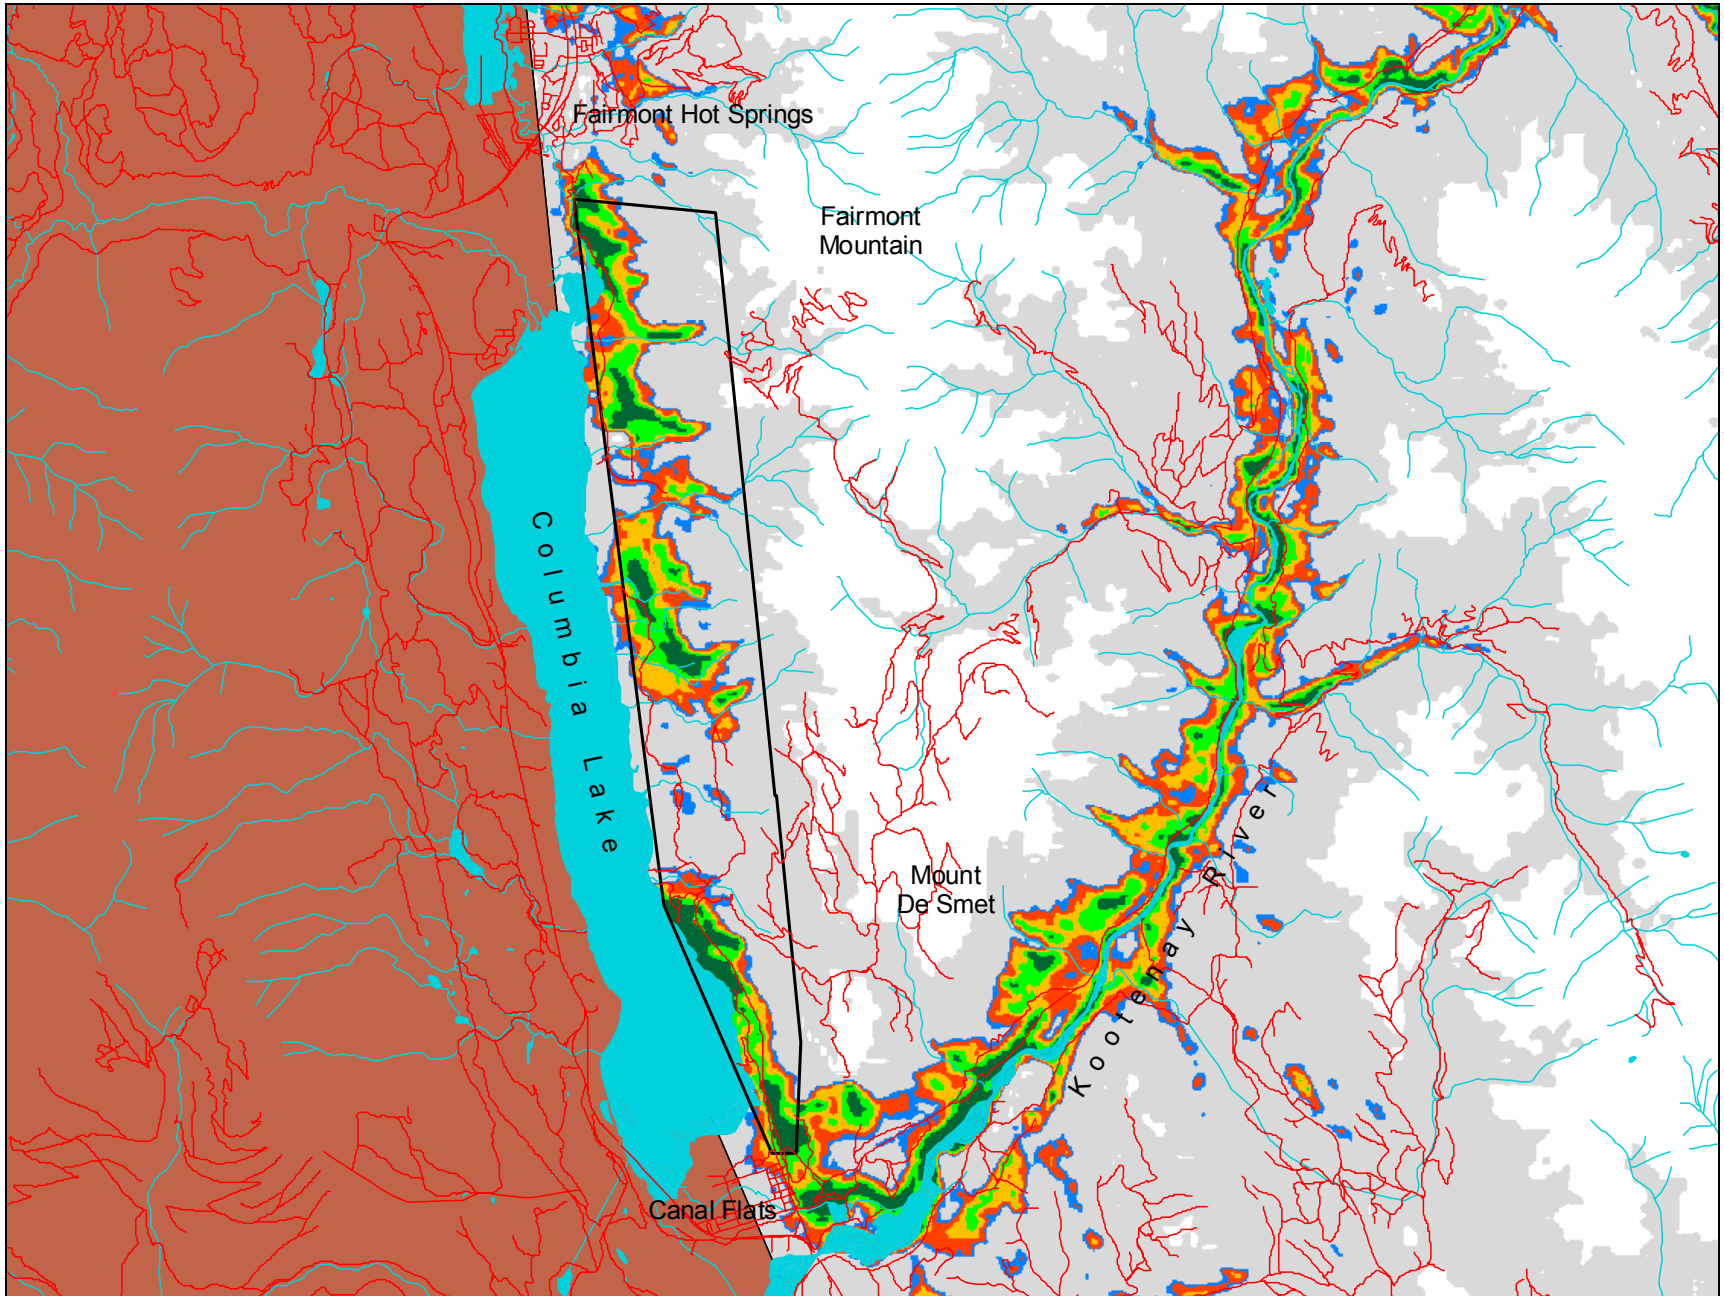 Fairmont Hot Springs
Fairmont
Mountain
Columbia Lake
Mount
De Smet
Kootenay River
Canal Flats